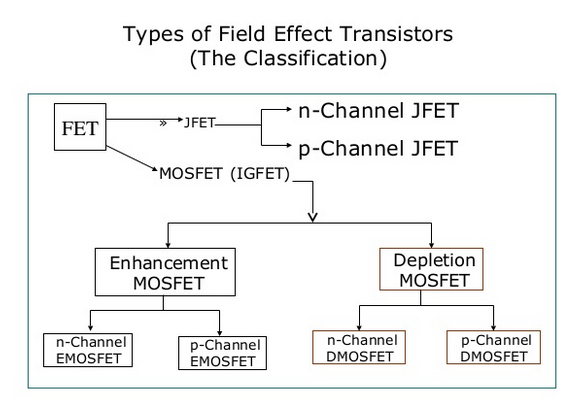 Types of Field Effect Transistors
(The Classification)
FET
» JFET
n-Channel JFET
p-Channel JFET
MOSFET (IGFET)
Enhancement
MOSFET
Depletion
MOSFET
n-Channel
EMOSFET
p-Channel
EMOSFET
n-Channel
DMOSFET
p-Channel
DMOSFET